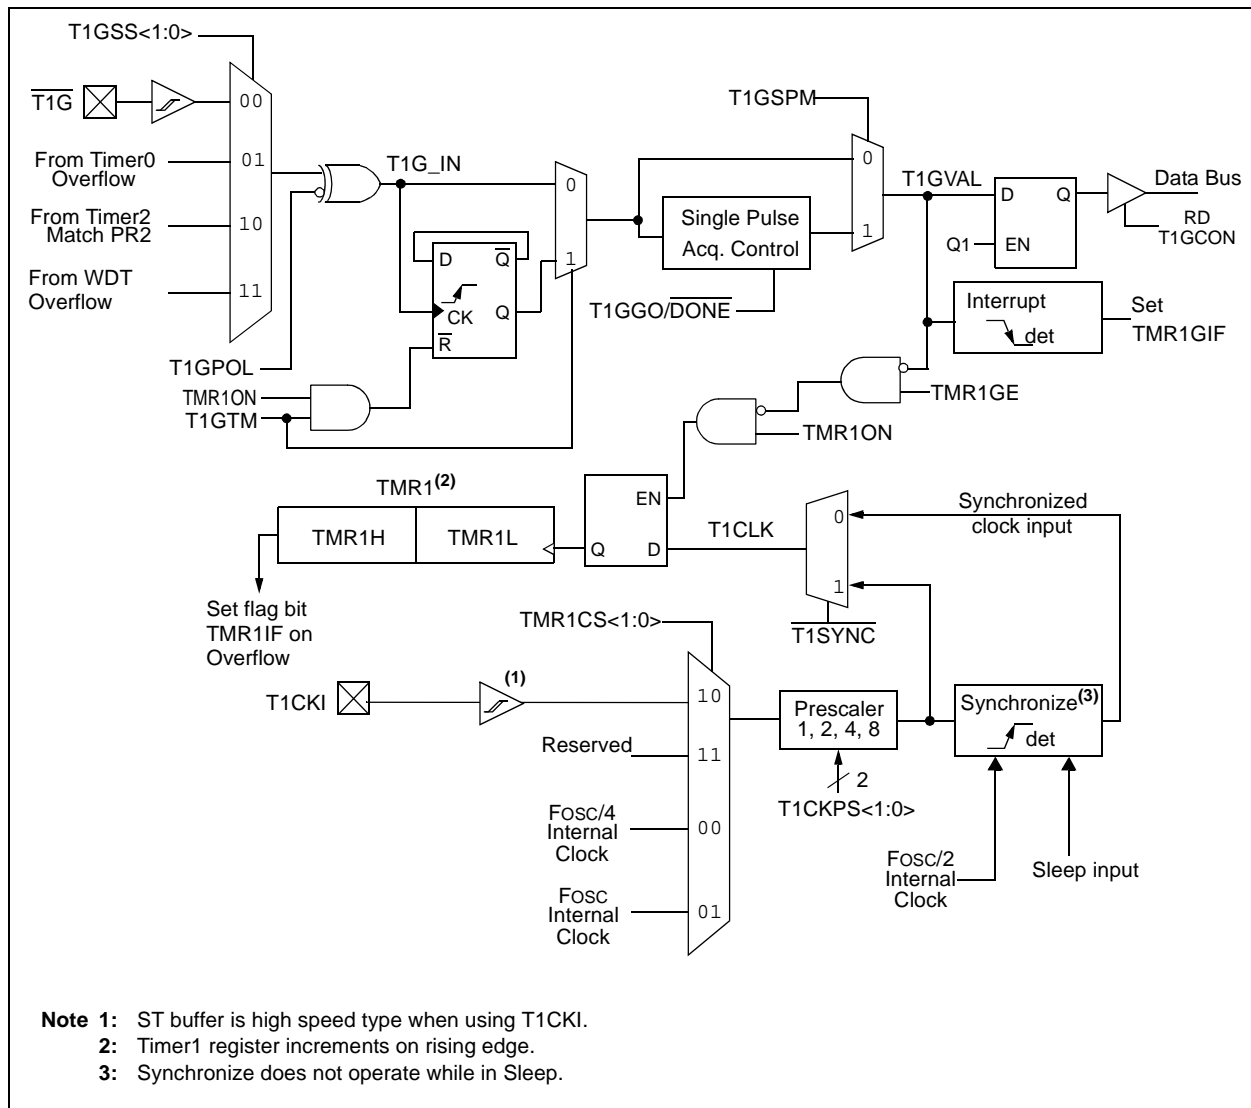 T1GSS<1:0>
T1G
00
From Timer0
Overflow
01
From Timer2
Match PR2
10
From WDT
Overflow
11
T1GPOL
TMR1ON
T1GTM
T1G_IN
D
Q
CK
Q
R
0
1
T1GSPM
Single Pulse
Acq. Control
T1GGO/DONE
0
1
T1GVAL
D
Q
Q1
EN
Data Bus
RD
T1GCON
Interrupt
det
Set
TMR1GIF
TMR1GE
TMR1ON
TMR1(2)
TMR1H
TMR1L
EN
Q
D
T1CLK
0
1
T1SYNC
Synchronized
clock input
Set flag bit
TMR1IF on
Overflow
TMR1CS<1:0>
T1CKI
(1)
10
Reserved
11
FOSC/4
Internal
Clock
00
FOSC
Internal
Clock
01
Prescaler
1, 2, 4, 8
2
T1CKPS<1:0>
Synchronize(3)
det
FOSC/2
Internal
Clock
Sleep input
Note 1: ST buffer is high speed type when using T1CKI.
2: Timer1 register increments on rising edge.
3: Synchronize does not operate while in Sleep.